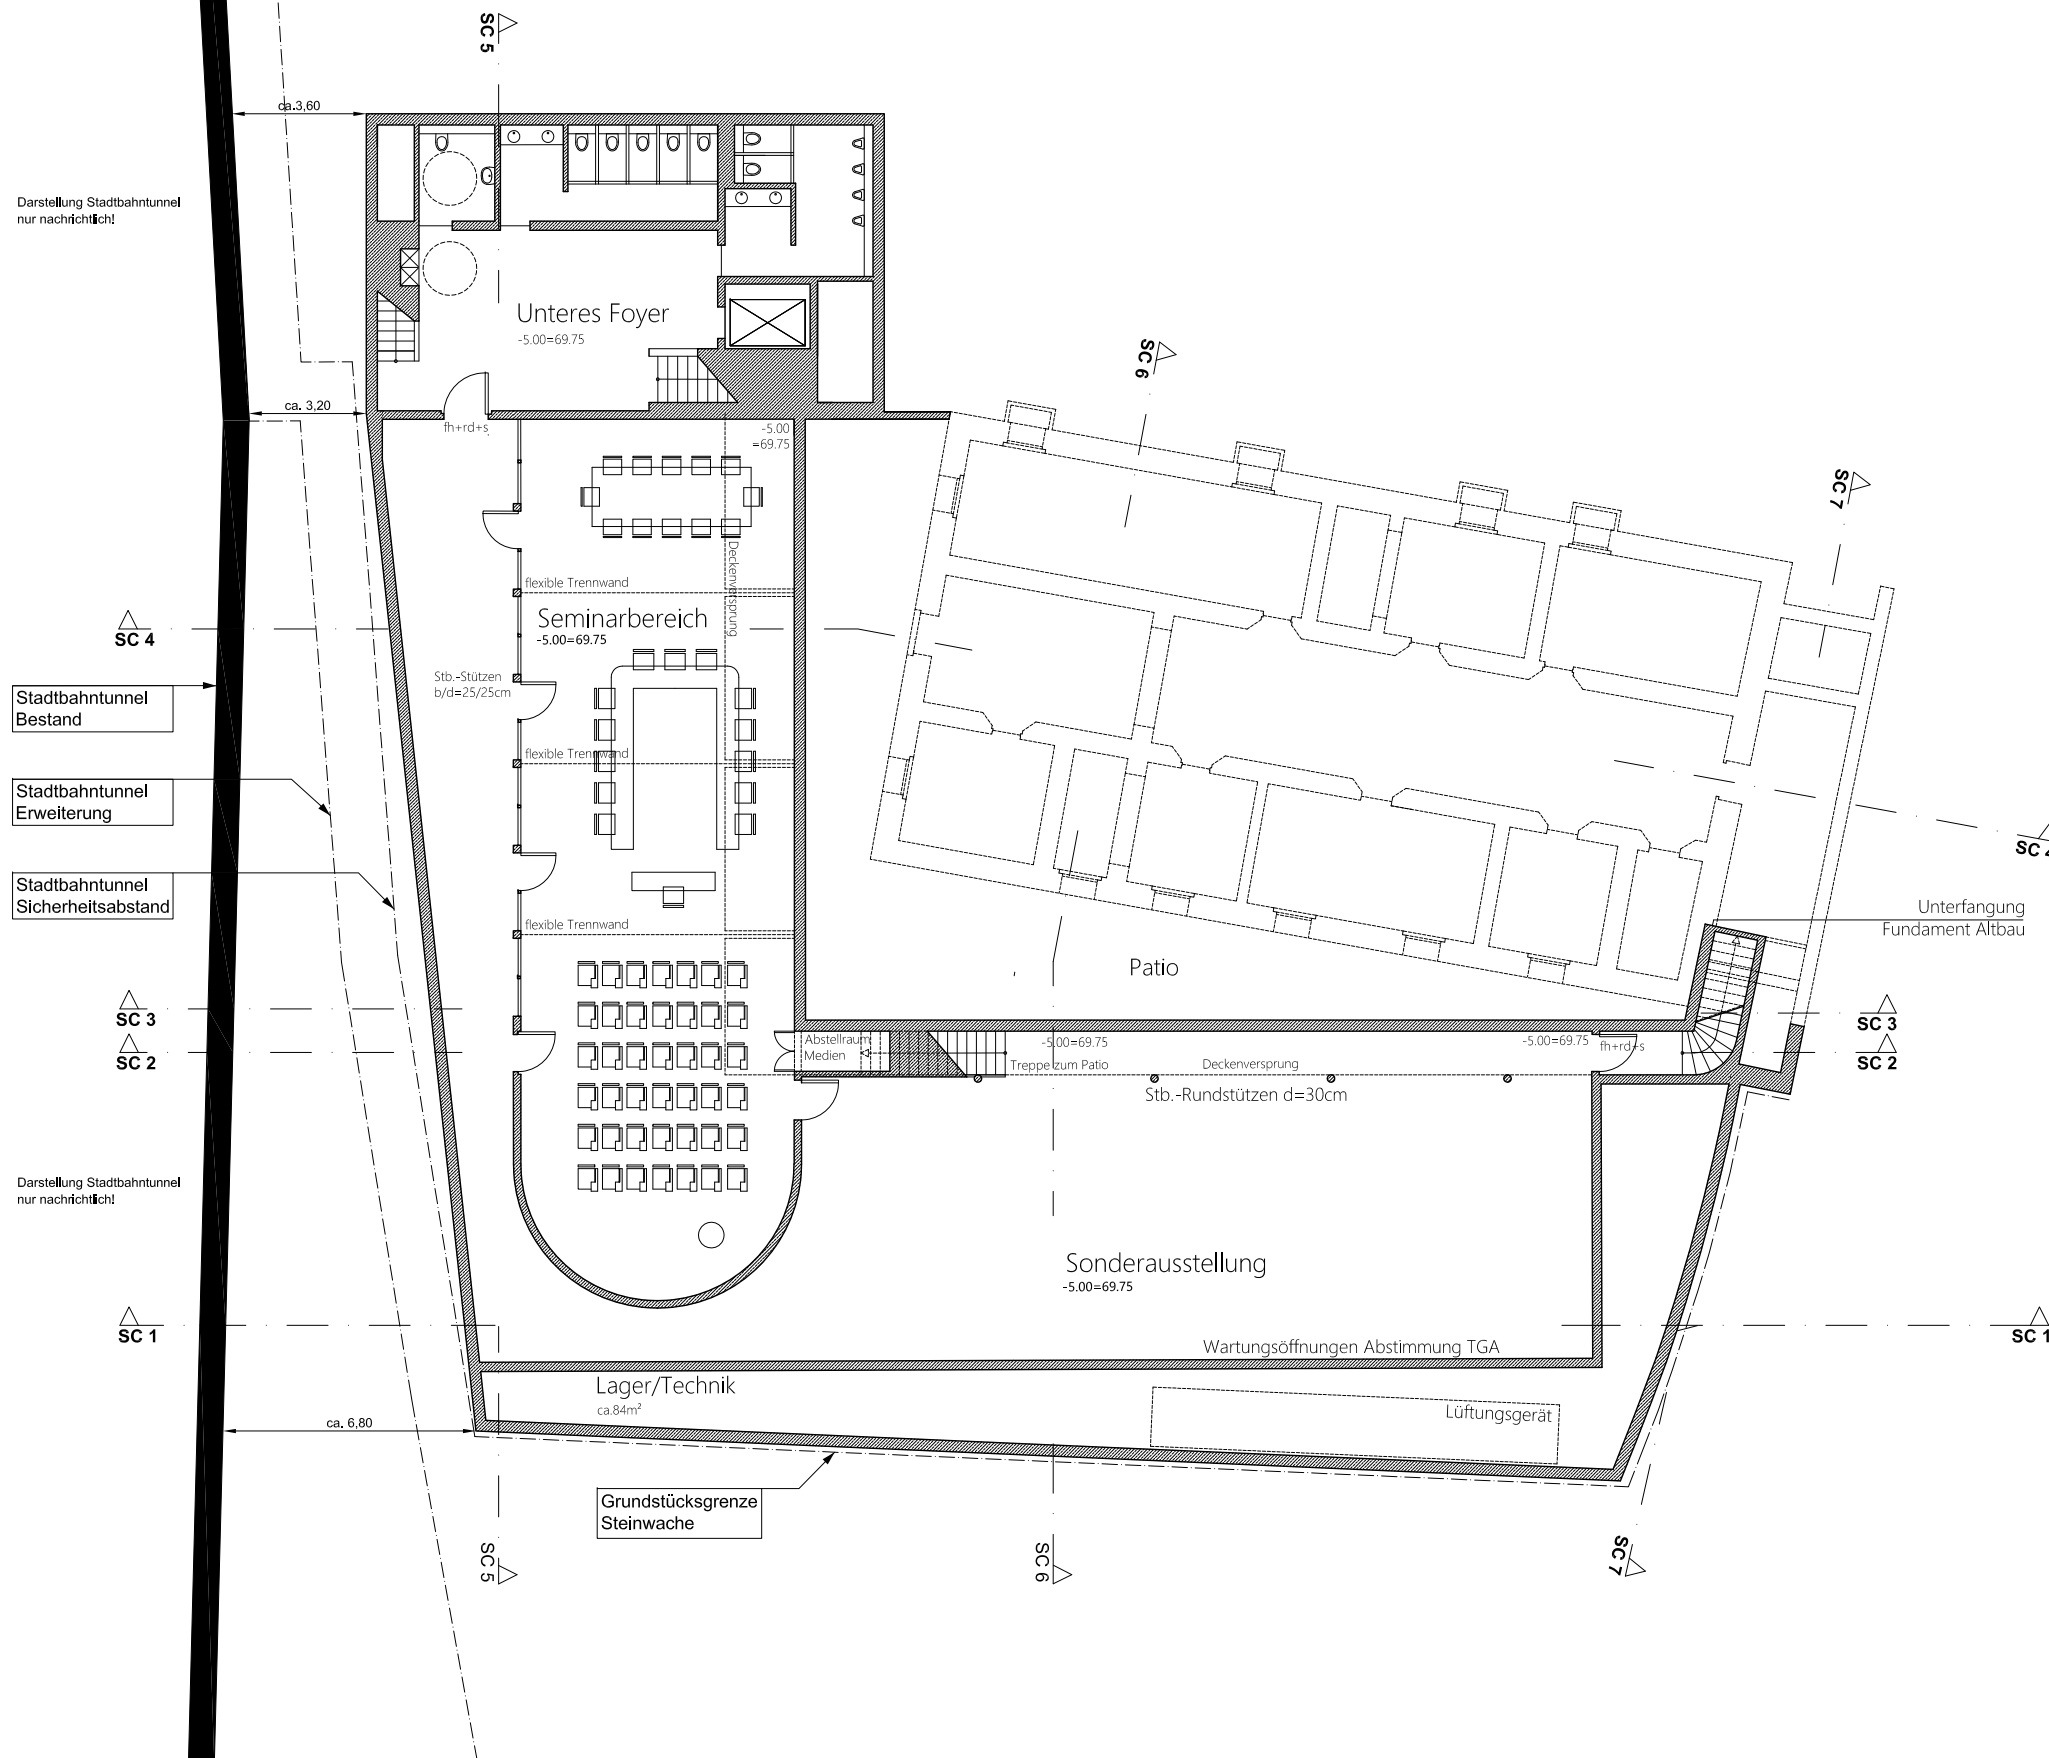 SC 5
ca.3,60
Darstellung Stadtbahntunnel
nur nachrichtlich!
Unteres Foyer
-5.00=69.75
SC 6
ca. 3,20
fh+rd+s
-5.00
=69.75
SC 7
Deckenversprung
flexible Trennwand
Seminarbereich
-5.00=69.75
SC 4
Stb.-Stützen
b/d=25/25cm
Stadtbahntunnel
Bestand
flexible Trennwand
Stadtbahntunnel
Erweiterung
SC 4
Stadtbahntunnel
Sicherheitsabstand
flexible Trennwand
Unterfangung
Fundament Altbau
Patio
SC 3
SC 3
Abstellraum
Medien
-5.00=69.75
-5.00=69.75
fh+rd+s
SC 2
SC 2
Treppe zum Patio
Deckenversprung
Stb.-Rundstützen d=30cm
Darstellung Stadtbahntunnel
nur nachrichtlich!
Sonderausstellung
-5.00=69.75
SC 1
SC 1
Wartungsöffnungen Abstimmung TGA
Lager/Technik
ca.84m²
Lüftungsgerät
ca. 6,80
Grundstücksgrenze
Steinwache
SC 5
SC 6
SC 7